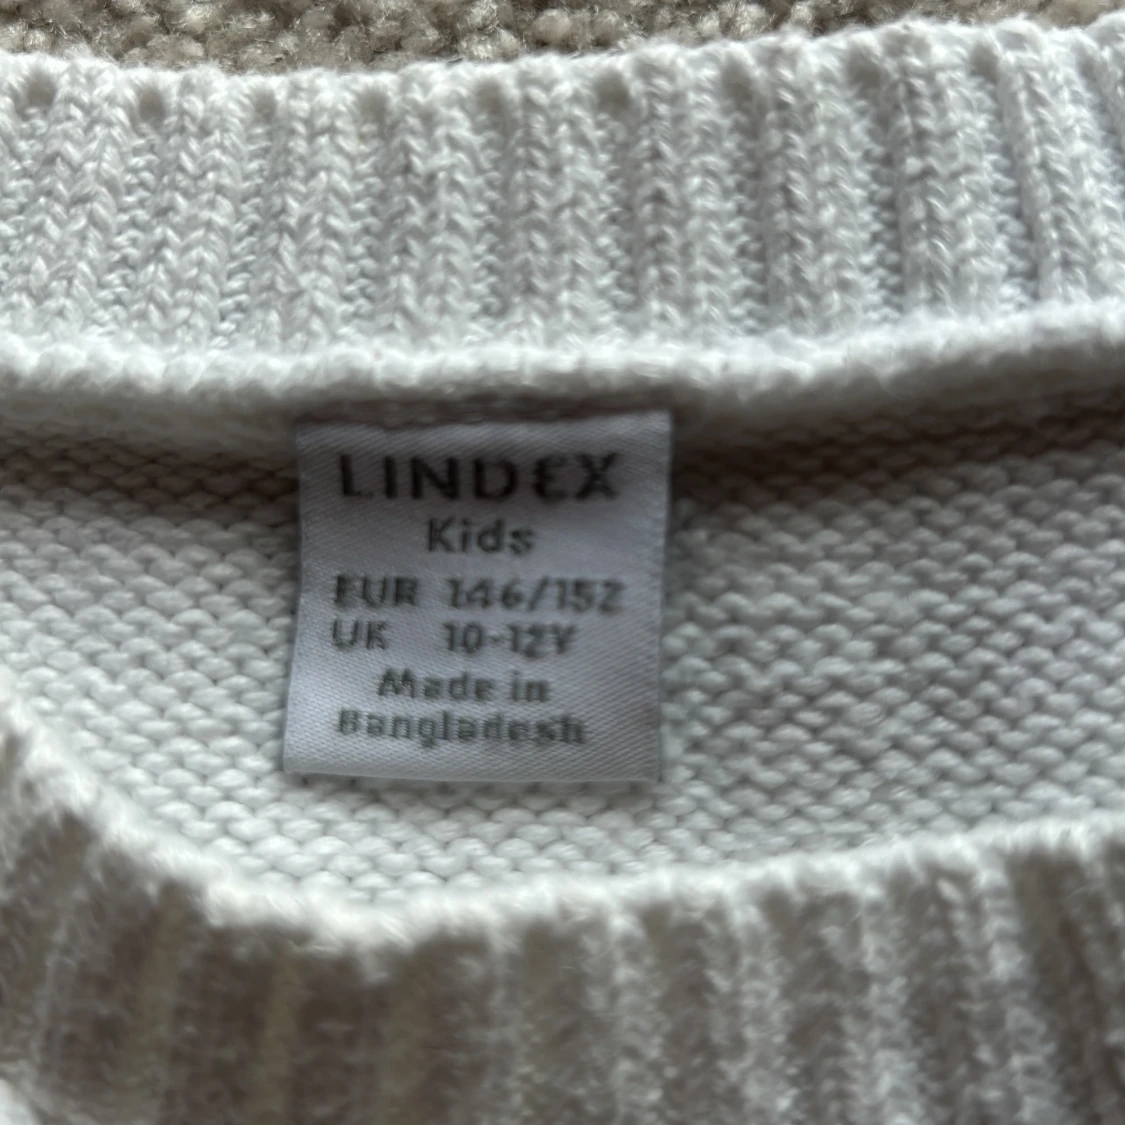 LINDEX
Kids
EUR 146/152
UK 10-12Y
Made in
Bangladesh